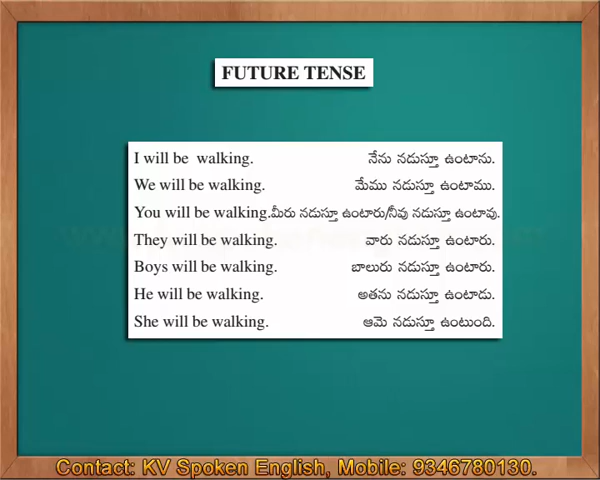 FUTURE TENSE
I will be walking. నేను నడుస్తూ ఉంటాను.
We will be walking. మేము నడుస్తూ ఉంటాము.
You will be walking.మీరు నడుస్తూ ఉంటారు/నీవు నడుస్తూ ఉంటావు.
They will be walking. వారు నడుస్తూ ఉంటారు.
Boys will be walking. బాలురు నడుస్తూ ఉంటారు.
He will be walking. అతను నడుస్తూ ఉంటాడు.
She will be walking. ఆమె నడుస్తూ ఉంటుంది.
Contact: KV Spoken English, Mobile: 9346780130.